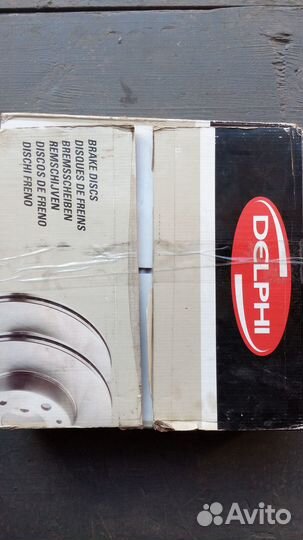 BRAKE DISCS
DISQUES DE FREINS
BREMSSCHEIBEN
REMSCHIJVEN
DISCOS DE FRENO
DISCHI FRENO
DELPHI
Avito